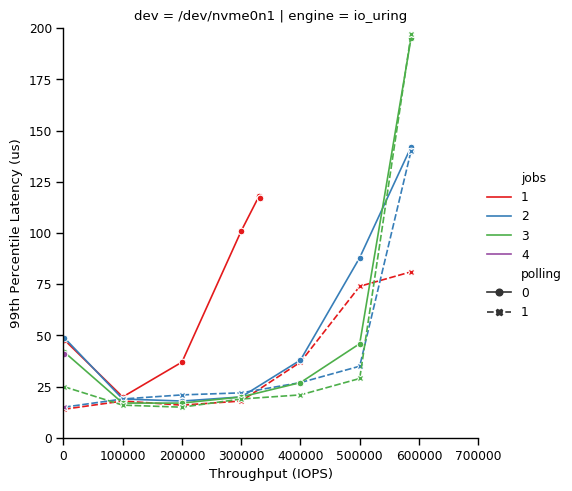 dev = /dev/nvme0n1 | engine = io_uring
200
175
150
125
100
75
50
25
0
99th Percentile Latency (us)
0 100000 200000 300000 400000 500000 600000 700000
Throughput (IOPS)
jobs
1
2
3
4
polling
0
1